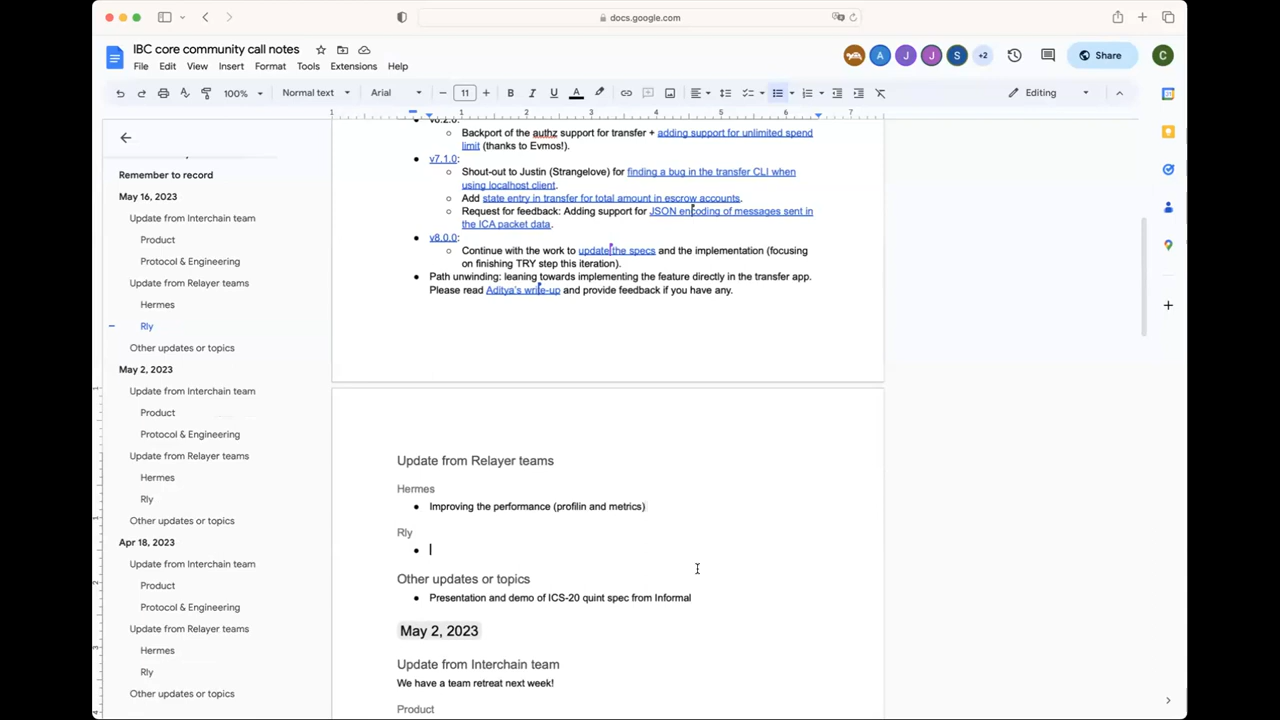 docs.google.com
IBC core community call notes
File Edit View Insert Format Tools Extensions Help
A J J S +2 Share C
100% Normal text Arial 11 Editing
1 1 2 3 4 5 6 7
Remember to record
May 16, 2023
Update from Interchain team
Product
Protocol & Engineering
Update from Relayer teams
Hermes
Rly
Other updates or topics
May 2, 2023
Update from Interchain team
Product
Protocol & Engineering
Update from Relayer teams
Hermes
Rly
Other updates or topics
Apr 18, 2023
Update from Interchain team
Product
Protocol & Engineering
Update from Relayer teams
Hermes
Rly
Other updates or topics
Backport of the authz support for transfer + adding support for unlimited spend
limit (thanks to Evmos!).
v7.1.0:
Shout-out to Justin (Strangelove) for finding a bug in the transfer CLI when
using localhost client.
Add state entry in transfer for total amount in escrow accounts.
Request for feedback: Adding support for JSON encoding of messages sent in
the ICA packet data.
v8.0.0:
Continue with the work to update the specs and the implementation (focusing
on finishing TRY step this iteration).
Path unwinding: leaning towards implementing the feature directly in the transfer app.
Please read Aditya's write-up and provide feedback if you have any.
Update from Relayer teams
Hermes
Improving the performance (profilin and metrics)
Rly
Other updates or topics
Presentation and demo of ICS-20 quint spec from Informal
May 2, 2023
Update from Interchain team
We have a team retreat next week!
Product